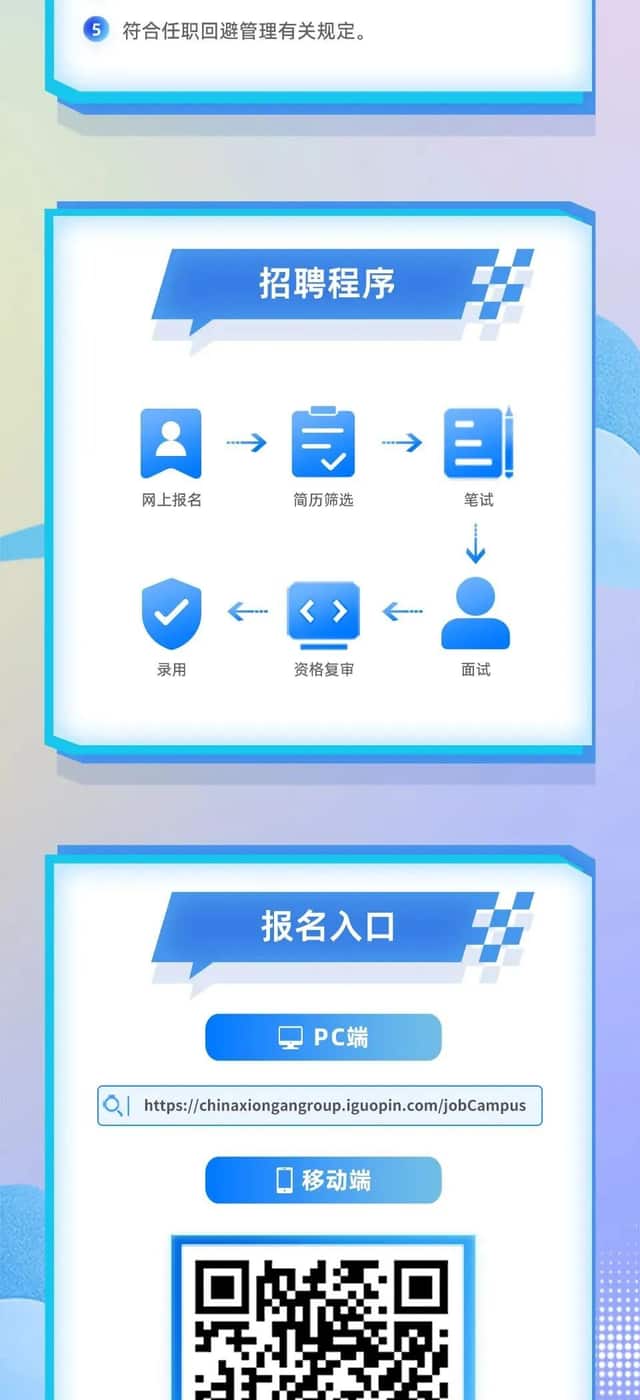 5 符合任职回避管理有关规定。
招聘程序
网上报名
简历筛选
笔试
录用
资格复审
面试
报名入口
PC端
https://chinaxiongangroup.iguopin.com/jobCampus
移动端